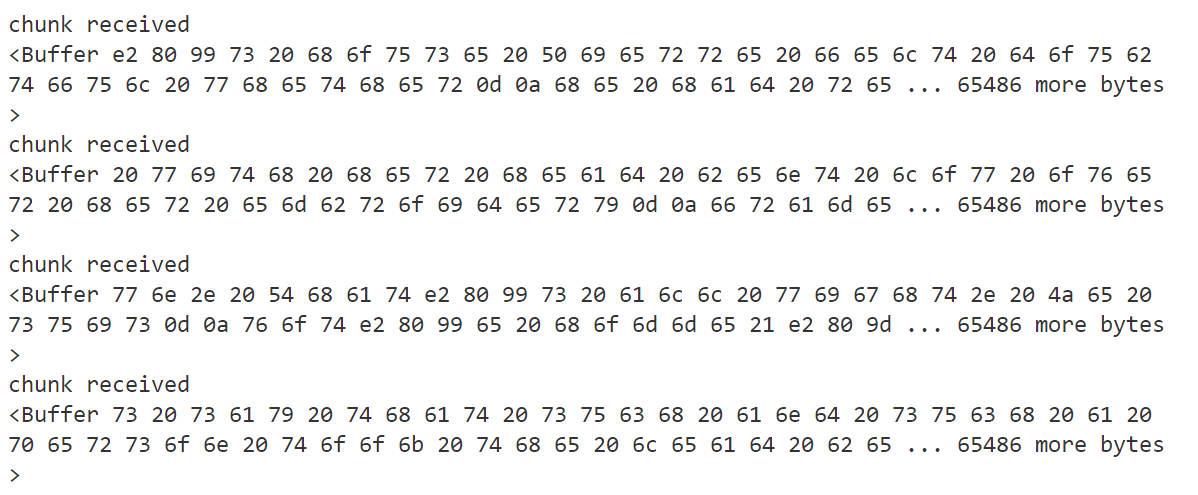 chunk received
<Buffer e2 80 99 73 20 68 6f 75 73 65 20 50 69 65 72 72 65 20 66 65 6c 74 20 64 6f 75 62
74 66 75 6c 20 77 68 65 74 68 65 72 0d 0a 68 65 20 68 61 64 20 72 65 ... 65486 more bytes
>
chunk received
<Buffer 20 77 69 74 68 20 68 65 72 20 68 65 61 64 20 62 65 6e 74 20 6c 6f 77 20 6f 76 65
72 20 68 65 72 20 65 6d 62 72 6f 69 64 65 72 79 0d 0a 66 72 61 6d 65 ... 65486 more bytes
>
chunk received
<Buffer 77 6e 2e 20 54 68 61 74 e2 80 99 73 20 61 6c 6c 20 77 69 67 68 74 2e 20 4a 65 20
73 75 69 73 0d 0a 76 6f 74 e2 80 99 65 20 68 6f 6d 6d 65 21 e2 80 9d ... 65486 more bytes
>
chunk received
<Buffer 73 20 73 61 79 20 74 68 61 74 20 73 75 63 68 20 61 6e 64 20 73 75 63 68 20 61 20
70 65 72 73 6f 6e 20 74 6f 6f 6b 20 74 68 65 20 6c 65 61 64 20 62 65 ... 65486 more bytes
>